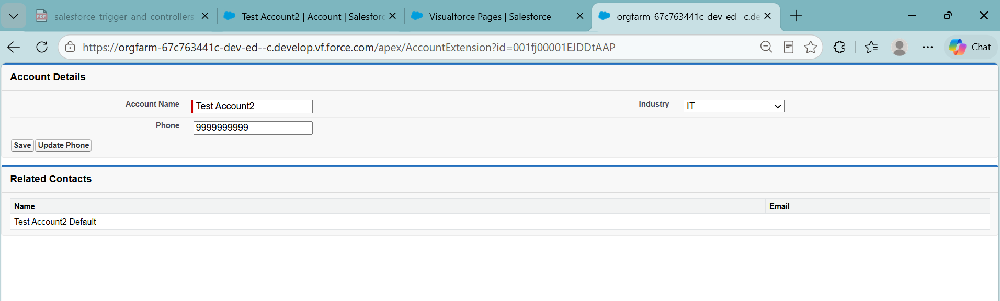 salesforce-trigger-and-controllers-
Test Account2 | Account | Salesforc
Visualforce Pages | Salesforce
orgfarm-67c763441c-dev-ed--c.de
https://orgfarm-67c763441c-dev-ed--c.develop.vf.force.com/apex/AccountExtension?id=001fj00001EJDDtAAP
Chat
Account Details
Account Name Test Account2 Industry IT
Phone 9999999999
Save Update Phone
Related Contacts
Name Email
Test Account2 Default